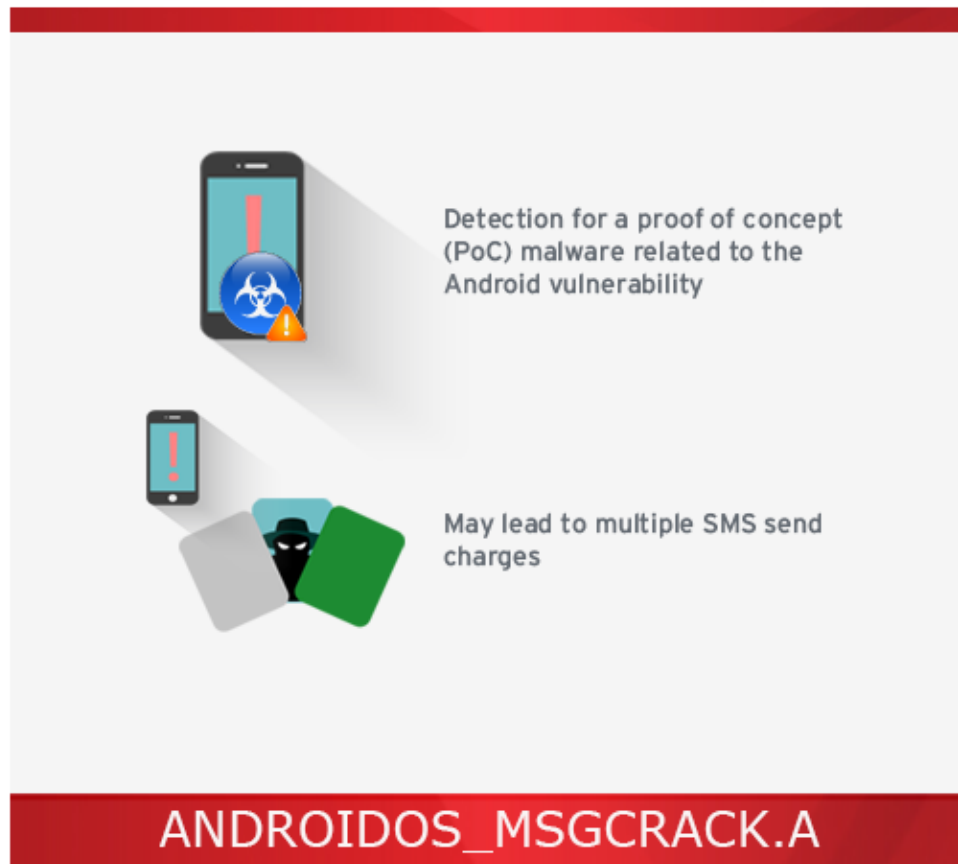 Detection for a proof of concept
(PoC) malware related to the
Android vulnerability
May lead to multiple SMS send
charges
ANDROIDOS_MSGCRACK.A